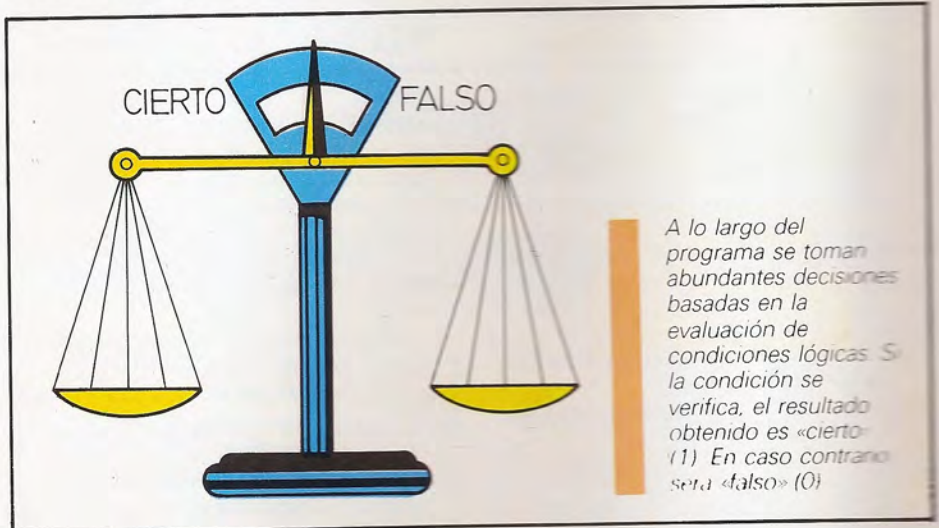 CIERTO
FALSO
A lo largo del
programa se toman
abundantes decisiones
basadas en la
evaluación de
condiciones lógicas. Si
la condición se
verifica, el resultado
obtenido es «cierto»
(1) En caso contrario
será «falso» (0)